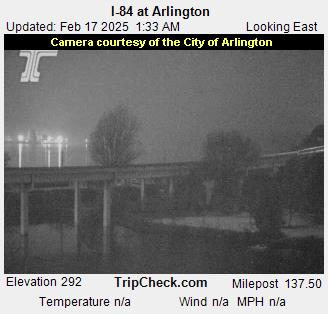 I-84 at Arlington
Updated: Feb 17 2025 1:33 AM Looking East
Camera courtesy of the City of Arlington
Elevation 292 TripCheck.com Milepost 137.50
Temperature n/a Wind n/a MPH n/a